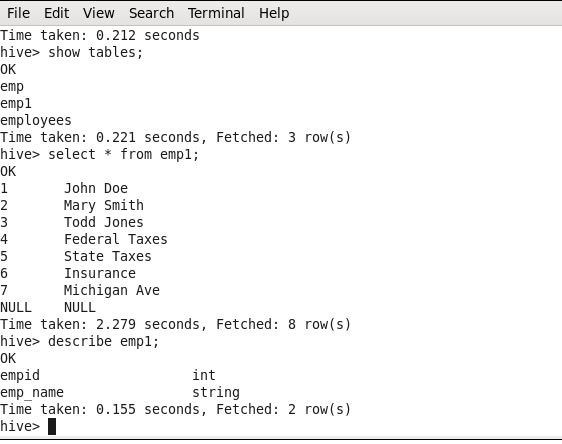 File Edit View Search Terminal Help
Time taken: 0.212 seconds
hive> show tables;
OK
emp
emp1
employees
Time taken: 0.221 seconds, Fetched: 3 row(s)
hive> select * from emp1;
OK
1 John Doe
2 Mary Smith
3 Todd Jones
4 Federal Taxes
5 State Taxes
6 Insurance
7 Michigan Ave
NULL NULL
Time taken: 2.279 seconds, Fetched: 8 row(s)
hive> describe emp1;
OK
empid int
emp_name string
Time taken: 0.155 seconds, Fetched: 2 row(s)
hive>